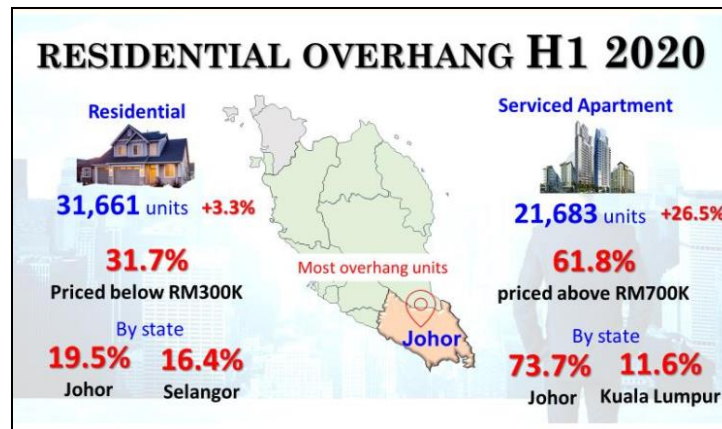 RESIDENTIAL OVERHANG H1 2020
Residential
31,661 units +3.3%
31.7%
Priced below RM300K
By state
19.5% 16.4%
Johor Selangor
Most overhang units
Johor
Serviced Apartment
21,683 units +26.5%
61.8%
priced above RM700K
By state
73.7% 11.6%
Johor Kuala Lumpur